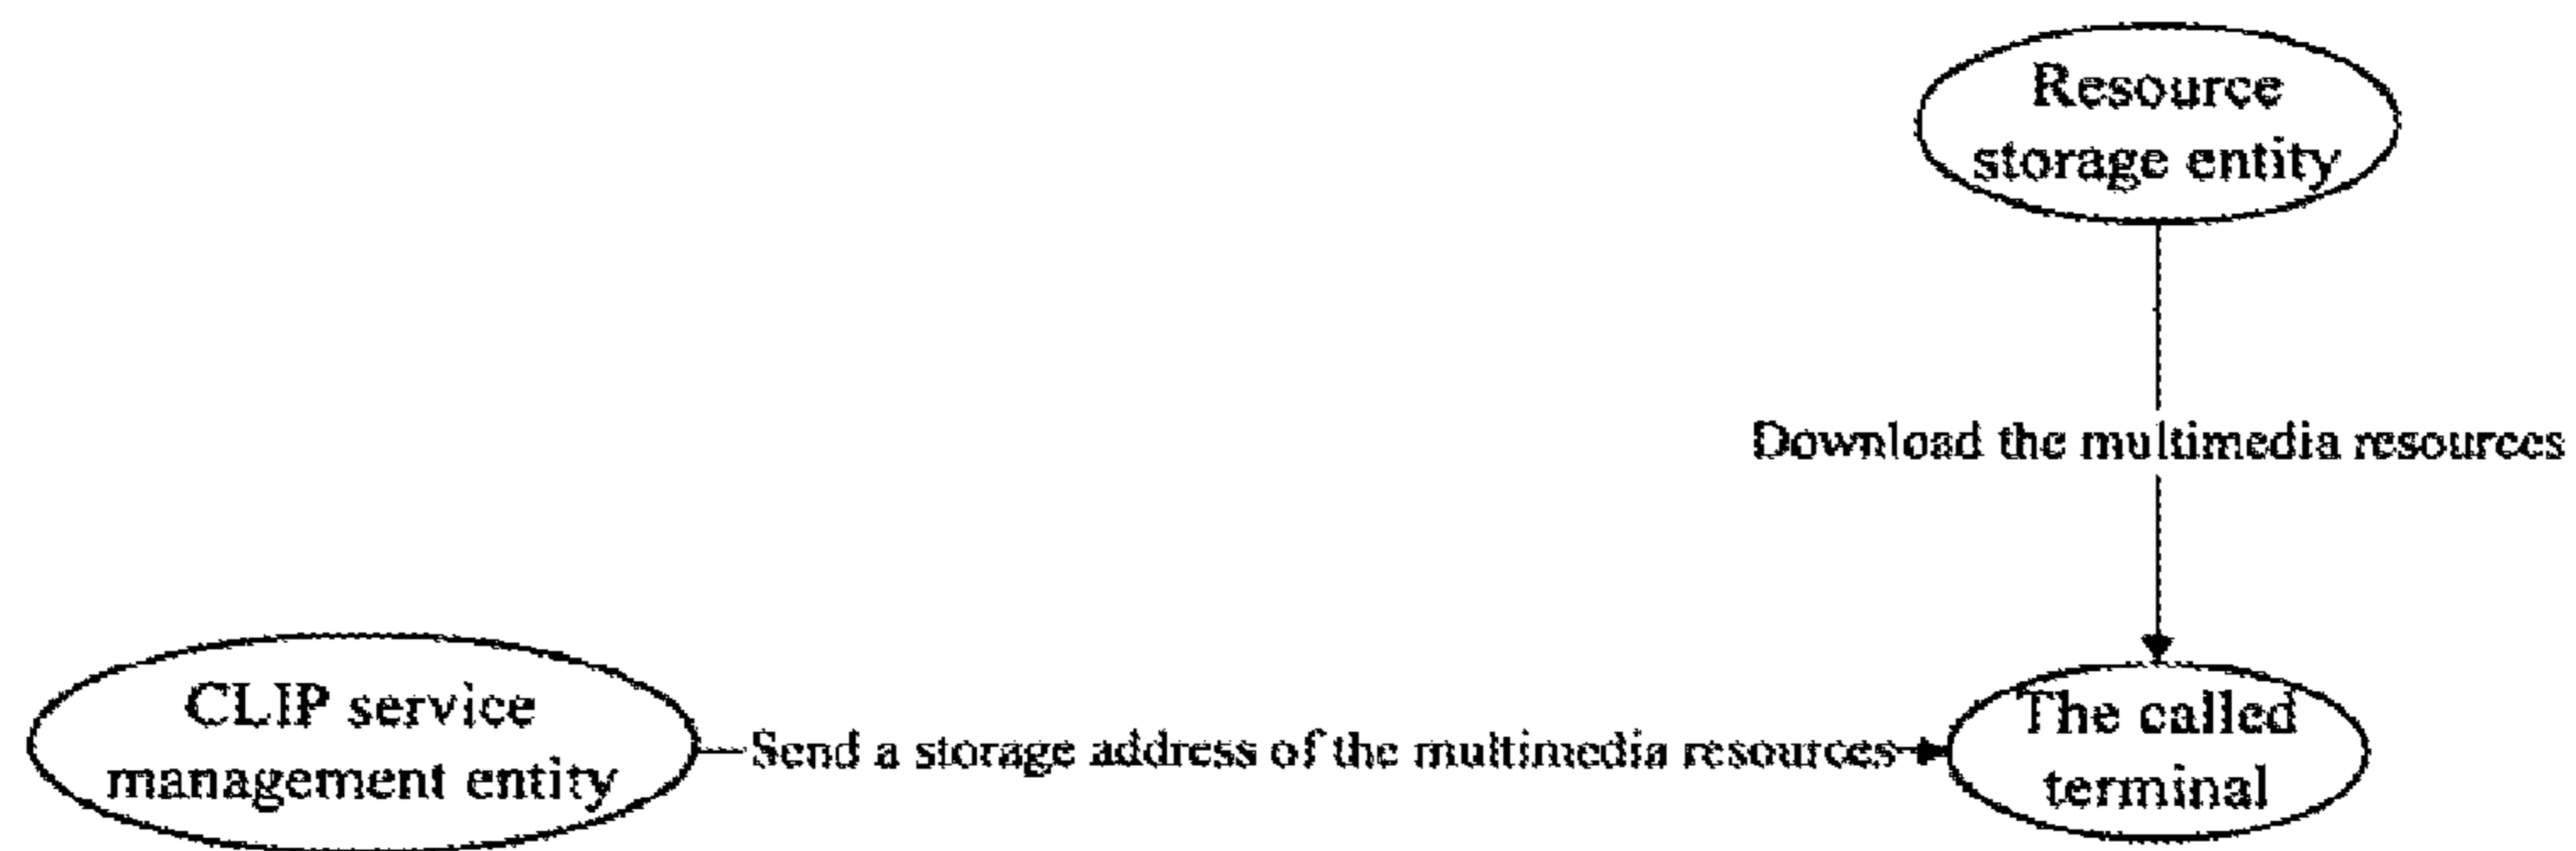 Resource
storage entity
Download the multimedia resources
CLIP service
management entity
Send a storage address of the multimedia resources
The called
terminal